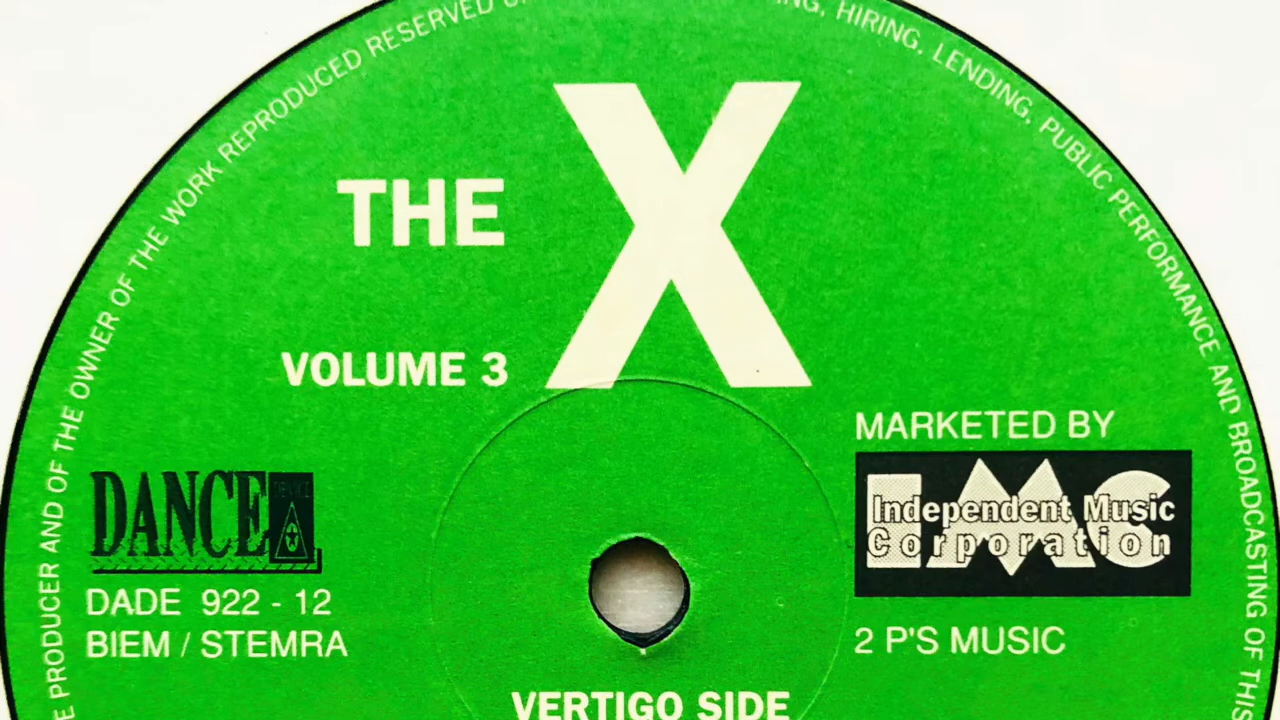 E PRODUCER AND OF THE OWNER OF THE WORK REPRODUCED RESERVED
HIRING, LENDING, PUBLIC PERFORMANCE AND BROADCASTING OF THIS
THE X
VOLUME 3
DANCE
DEVICE
DADE 922 - 12
BIEM / STEMRA
MARKETED BY
IMC
Independent Music
Corporation
2 P'S MUSIC
VERTIGO SIDE